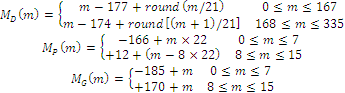 M_D(m) = { m − 177 + round (m/21) 0 ≤ m ≤ 167
m − 174 + round [(m + 1)/21] 168 ≤ m ≤ 335
M_P(m) = { −166 + m × 22 0 ≤ m ≤ 7
+12 + (m − 8 × 22) 8 ≤ m ≤ 15
M_G(m) = { −185 + m 0 ≤ m ≤ 7
+170 + m 8 ≤ m ≤ 15